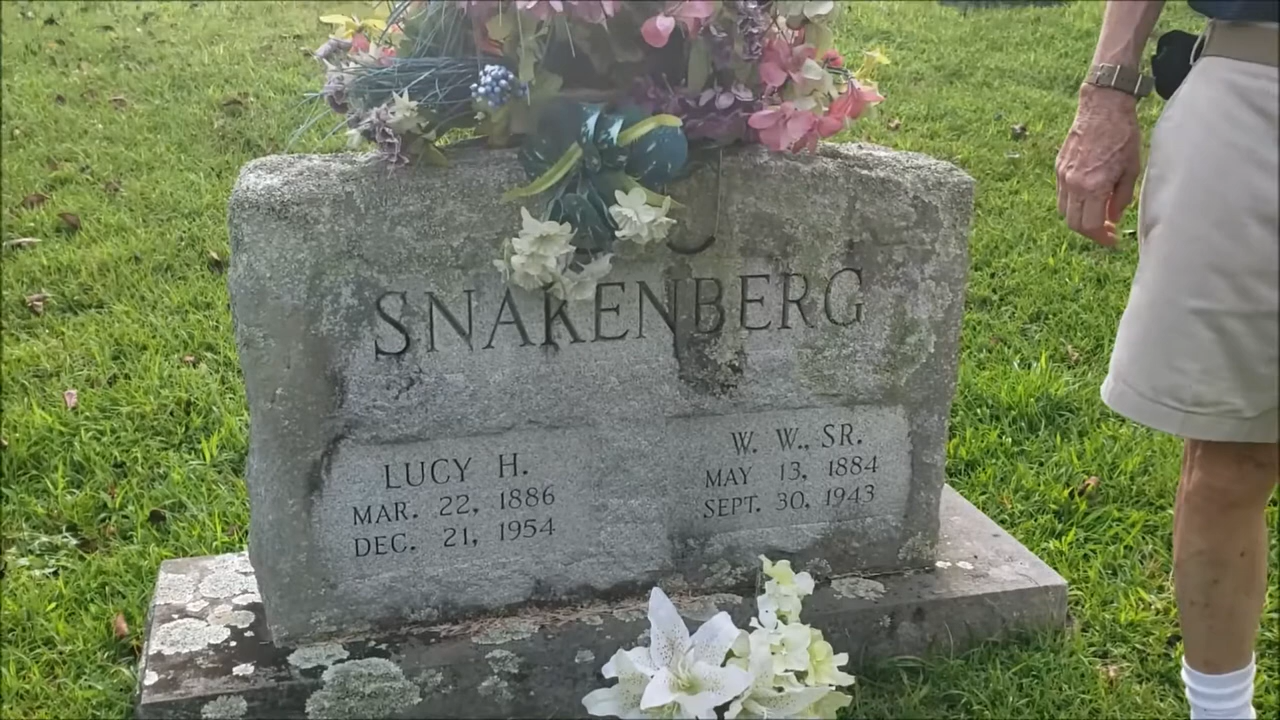 SNAKENBERG
LUCY H.
MAR. 22, 1886
DEC. 21, 1954
W. W., SR.
MAY 13, 1884
SEPT. 30, 1943